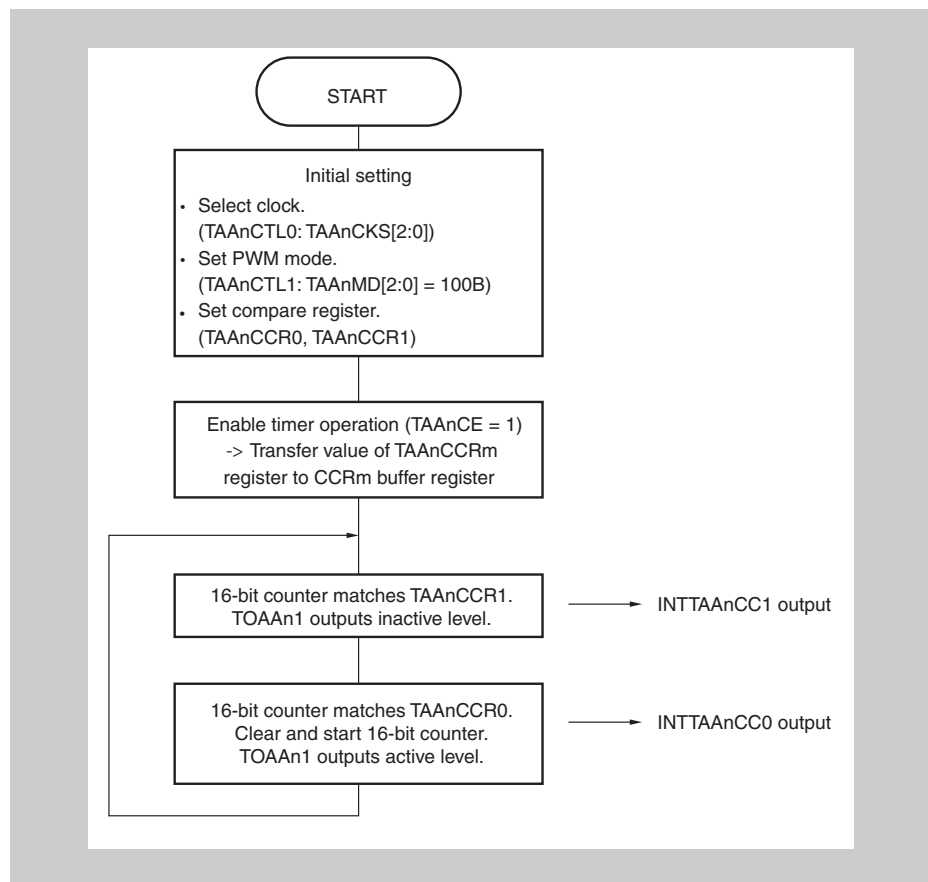 START
Initial setting
• Select clock.
(TAAnCTL0: TAAnCKS[2:0])
• Set PWM mode.
(TAAnCTL1: TAAnMD[2:0] = 100B)
• Set compare register.
(TAAnCCR0, TAAnCCR1)
Enable timer operation (TAAnCE = 1)
-> Transfer value of TAAnCCRm
register to CCRm buffer register
16-bit counter matches TAAnCCR1.
TOAAn1 outputs inactive level.
INTTAAnCC1 output
16-bit counter matches TAAnCCR0.
Clear and start 16-bit counter.
TOAAn1 outputs active level.
INTTAAnCC0 output